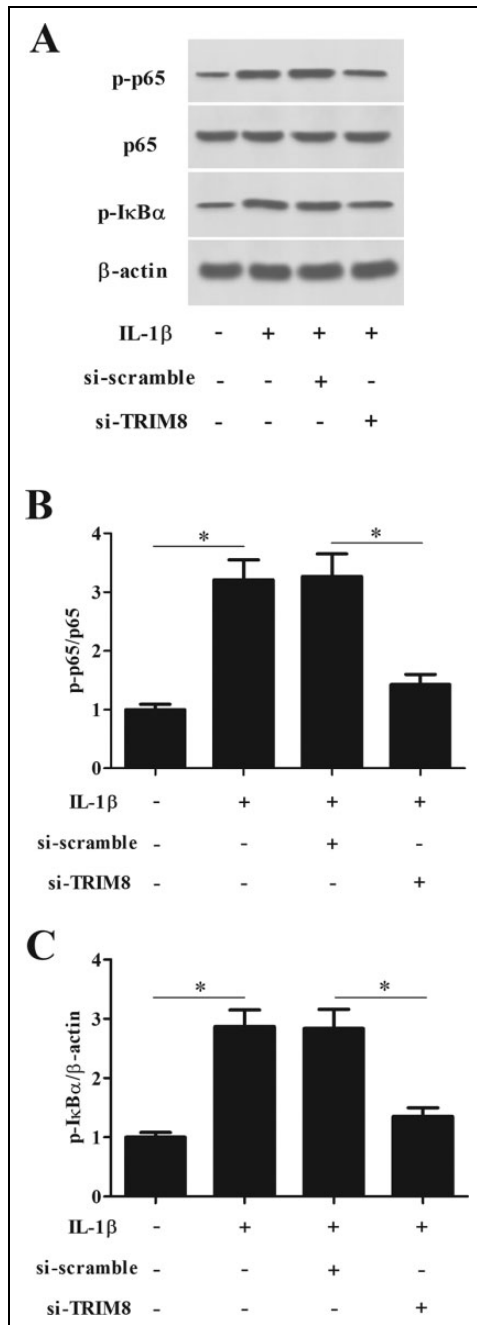 A
p-p65
p65
p-IκBα
β-actin
IL-1β - + + +
si-scramble - - + -
si-TRIM8 - - - +
B
p-p65/p65
4
3
2
1
0
* *
IL-1β - + + +
si-scramble - - + -
si-TRIM8 - - - +
C
p-IκBα/β-actin
4
3
2
1
0
* *
IL-1β - + + +
si-scramble - - + -
si-TRIM8 - - - +